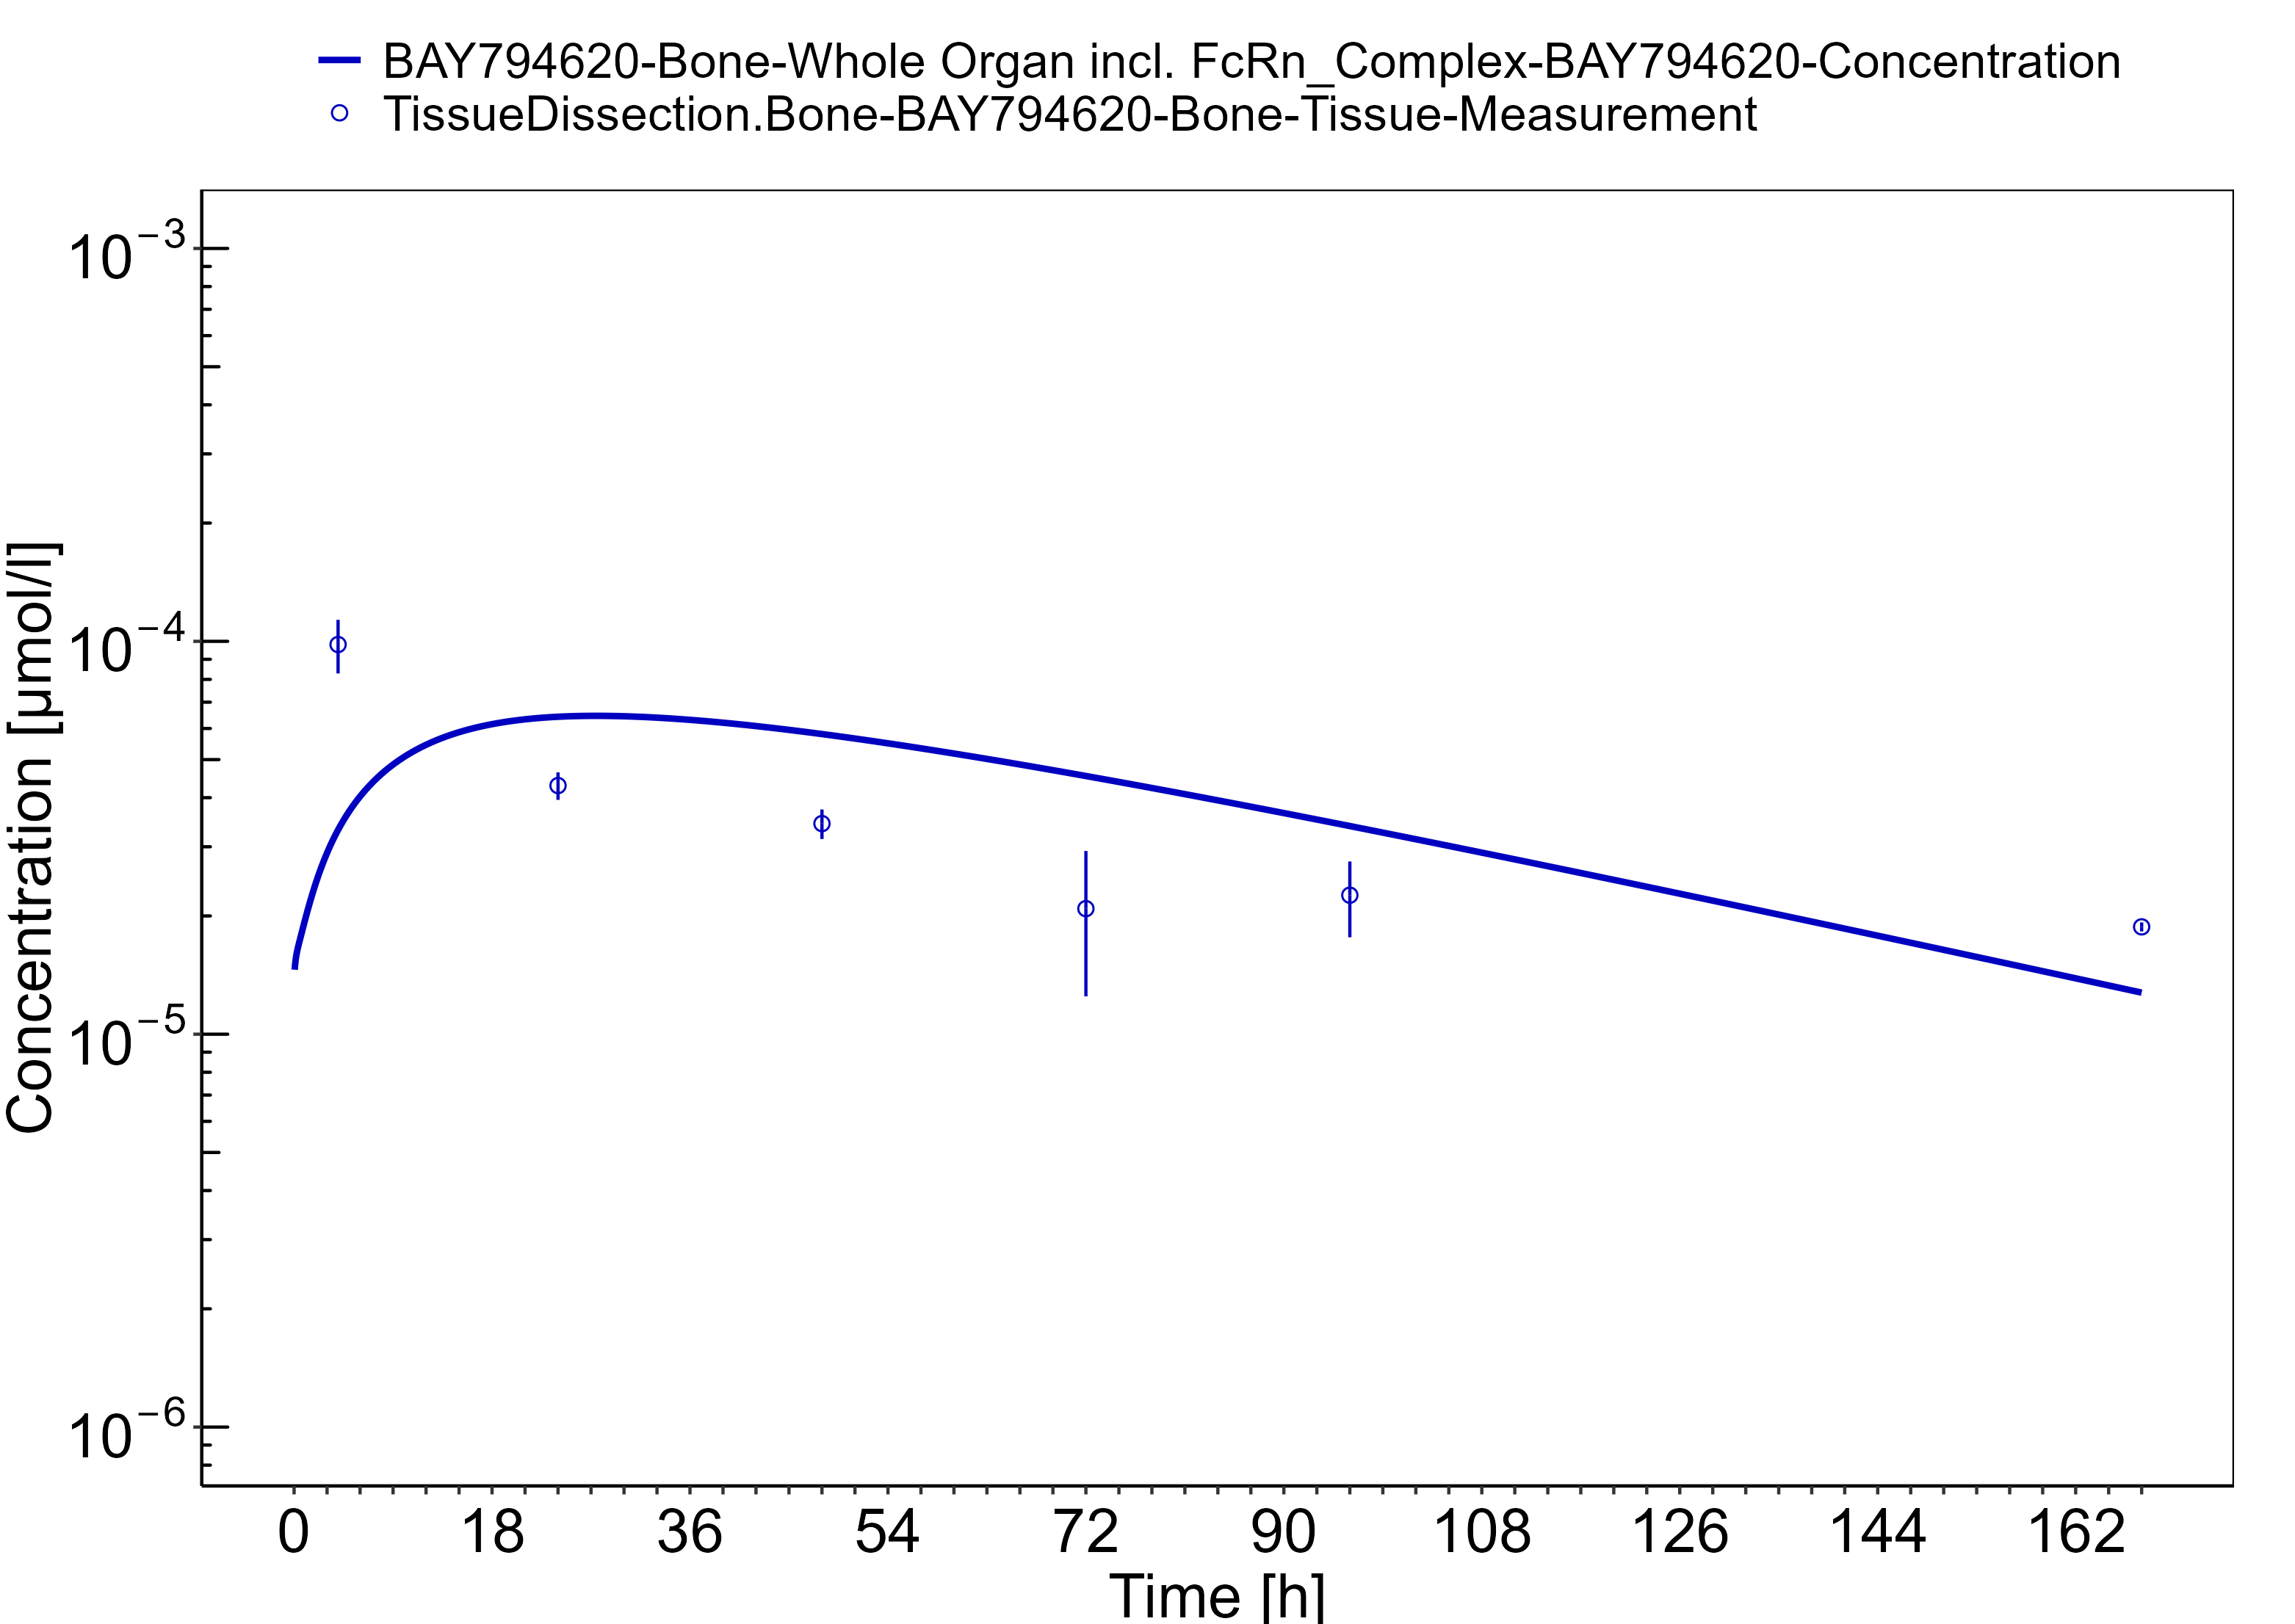 BAY794620-Bone-Whole Organ incl. FcRn_Complex-BAY794620-Concentration
TissueDissection.Bone-BAY794620-Bone-Tissue-Measurement
10⁻³
10⁻⁴
10⁻⁵
10⁻⁶
Concentration [µmol/l]
0 18 36 54 72 90 108 126 144 162
Time [h]